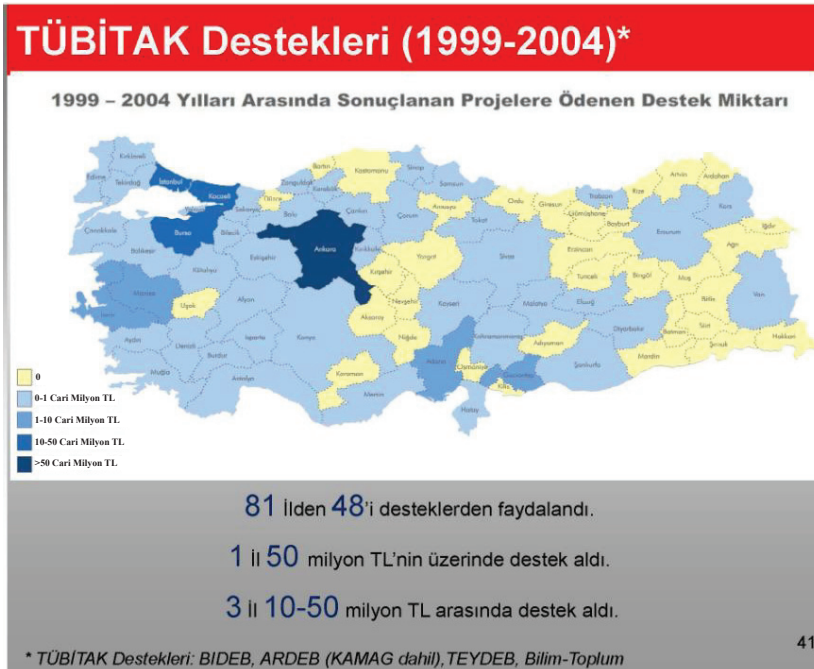 TÜBİTAK Destekleri (1999-2004)*
1999 – 2004 Yılları Arasında Sonuçlanan Projelere Ödenen Destek Miktarı
Kırklareli
Edirne
Tekirdağ
İstanbul
Kocaeli
Sakarya
Düzce
Zonguldak
Bartın
Karabük
Kastamonu
Sinop
Samsun
Ordu
Giresun
Trabzon
Rize
Artvin
Ardahan
Kars
Iğdır
Ağrı
Çanakkale
Balıkesir
Bursa
Bilecik
Bolu
Çankırı
Çorum
Amasya
Tokat
Gümüşhane
Bayburt
Erzurum
Erzincan
Eskişehir
Ankara
Kırıkkale
Yozgat
Sivas
Tunceli
Bingöl
Muş
Kütahya
Kırşehir
Manisa
Uşak
Afyon
Nevşehir
Kayseri
Malatya
Elazığ
Bitlis
Van
İzmir
Aksaray
Niğde
Kahramanmaraş
Adıyaman
Diyarbakır
Batman
Siirt
Şırnak
Hakkari
Mardin
Aydın
Denizli
Burdur
Isparta
Konya
Muğla
Antalya
Karaman
Mersin
Adana
Osmaniye
Gaziantep
Kilis
Şanlıurfa
Hatay
0
0-1 Cari Milyon TL
1-10 Cari Milyon TL
10-50 Cari Milyon TL
>50 Cari Milyon TL
81 İlden 48'i desteklerden faydalandı.
1 İl 50 milyon TL'nin üzerinde destek aldı.
3 İl 10-50 milyon TL arasında destek aldı.
41
* TÜBİTAK Destekleri: BIDEB, ARDEB (KAMAG dahil),TEYDEB, Bilim-Toplum